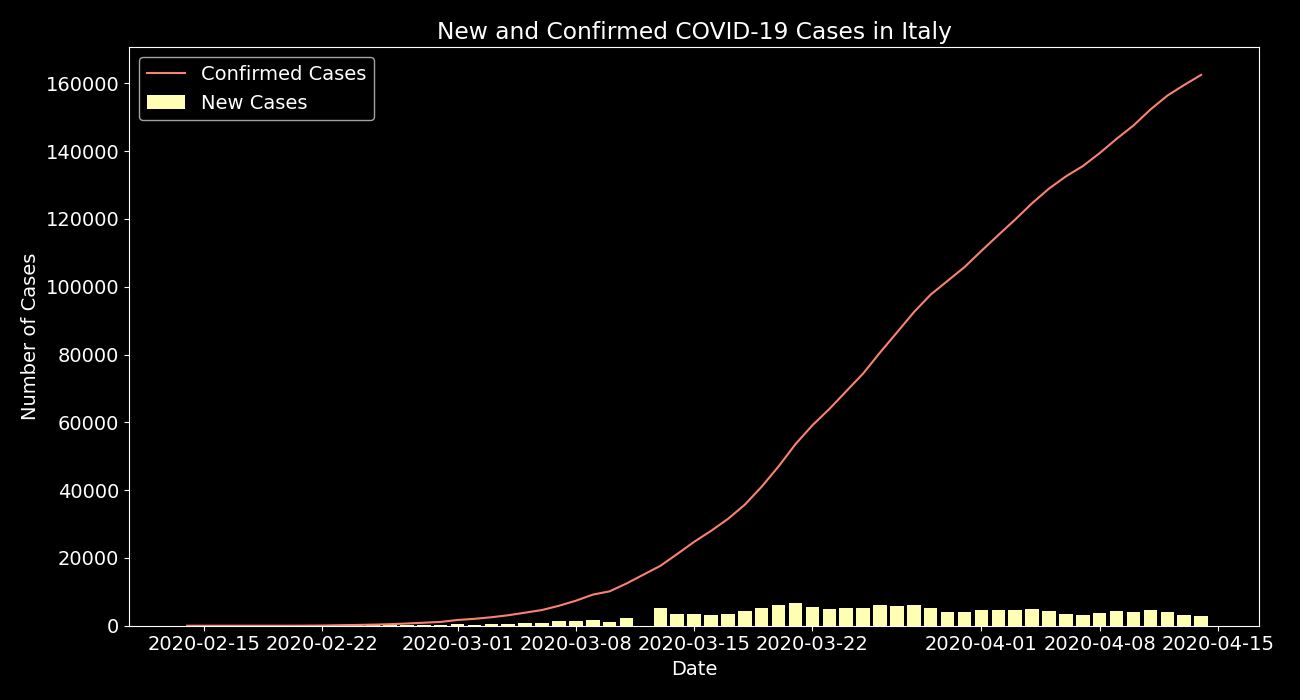 New and Confirmed COVID-19 Cases in Italy
Confirmed Cases
New Cases
160000
140000
120000
100000
80000
60000
40000
20000
0
Number of Cases
2020-02-15 2020-02-22 2020-03-01 2020-03-08 2020-03-15 2020-03-22 2020-04-01 2020-04-08 2020-04-15
Date